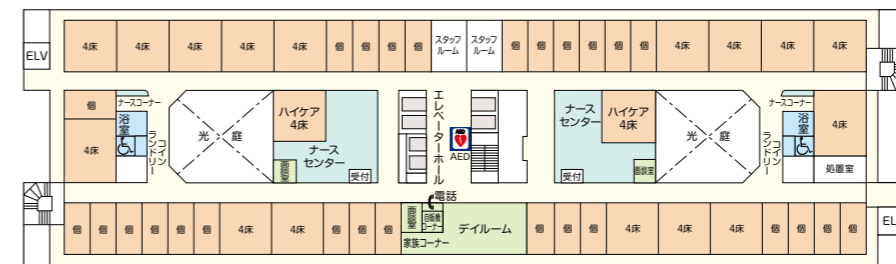 ELV
4床
4床
4床
4床
4床
個
個
個
個
スタッフ
ルーム
スタッフ
ルーム
個
個
個
個
個
個
4床
4床
4床
4床
個
4床
ナースコーナー
浴室
コイン
ランドリー
光
庭
ハイケア
4床
ナース
センター
面談室
受付
エレベーターホール
AED
AED
ナース
センター
受付
ハイケア
4床
面談室
光
庭
ナースコーナー
浴室
コイン
ランドリー
4床
処置室
電話
個
個
個
個
個
個
4床
4床
個
個
個
面談室
自販機
コーナー
家族コーナー
デイルーム
個
個
個
4床
4床
4床
個
個
個
個
EL